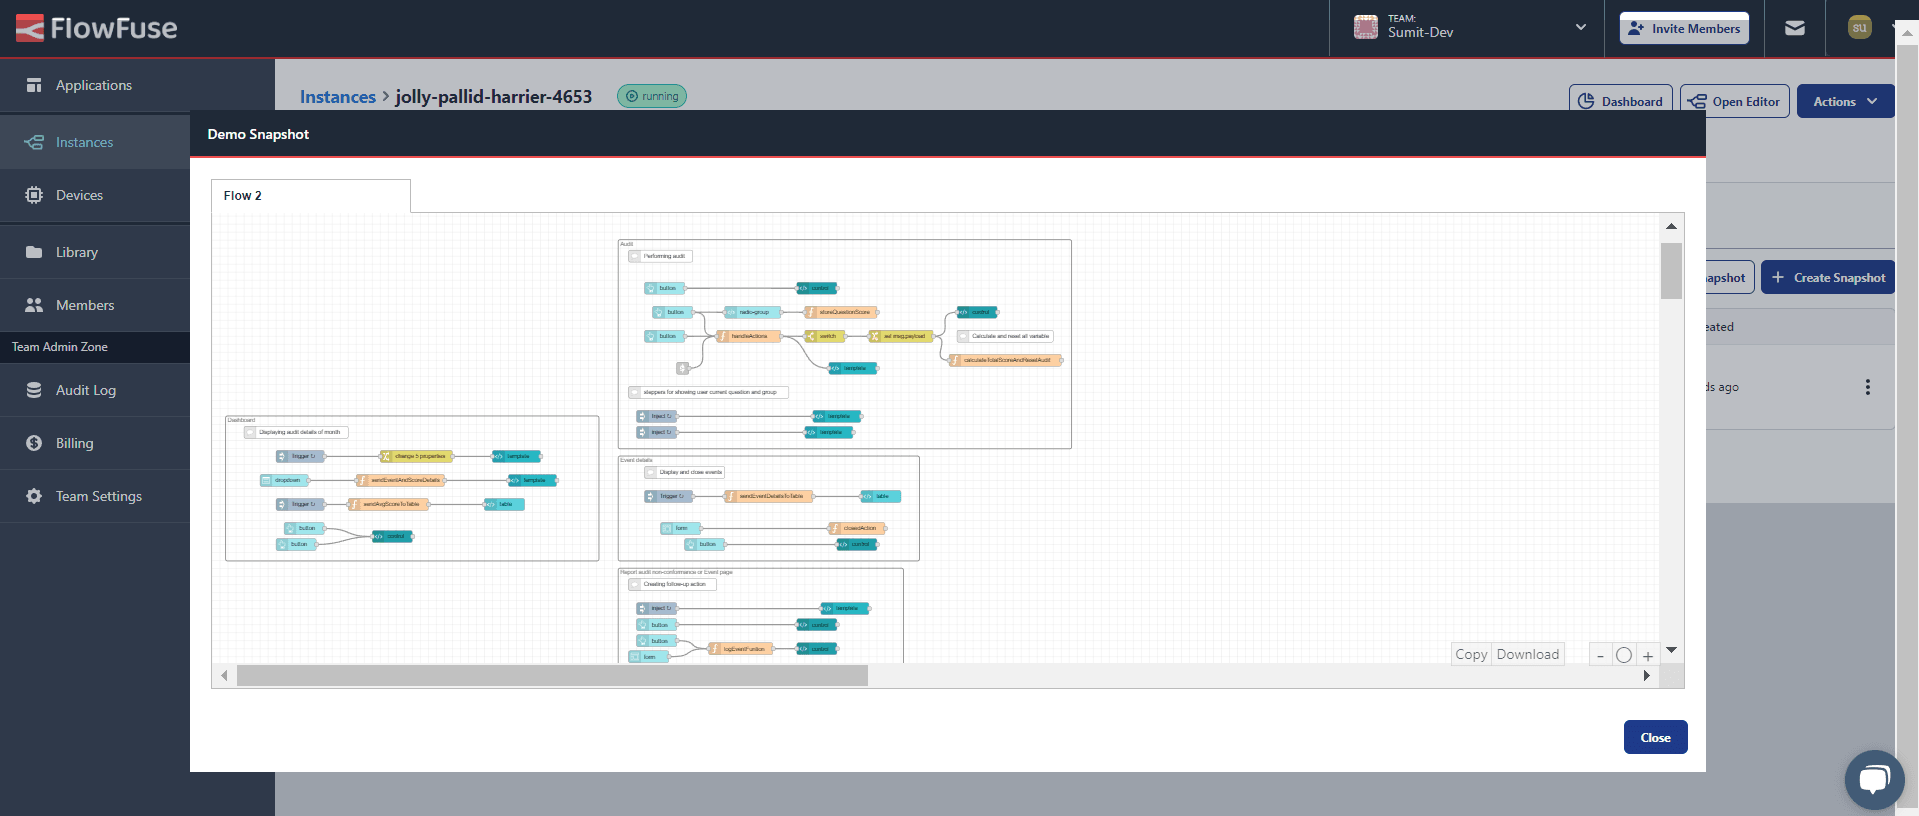 FlowFuse
TEAM:
Sumit-Dev
Invite Members
su
Applications
Instances
Devices
Library
Members
Team Admin Zone
Audit Log
Billing
Team Settings
Instances > jolly-pallid-harrier-4653
running
Dashboard
Open Editor
Actions
Demo Snapshot
Flow 2
Audit
Performing audit
button
control
button
radio-group
storeQuestionScore
control
button
handleActions
switch
set msg.payload
Calculate and reset all variable
calculateTotalScoreAndResetAudit
template
steppers for showing user current question and group
inject ↻
template
inject ↻
template
Dashboard
Displaying audit details of month
Trigger ↻
change: 5 properties
template
dropdown
sendEventAndScoreDetails
template
Trigger ↻
sendAvgScoreToTable
table
button
button
control
Event details
Display and close events
Trigger ↻
sendEventDetailsToTable
table
form
closedAction
button
control
Report audit non-conformance or Event page
Creating follow-up action
inject ↻
template
button
control
button
logEventFuntion
control
form
Copy
Download
-
+
Close
apshot
+ Create Snapshot
eated
ds ago